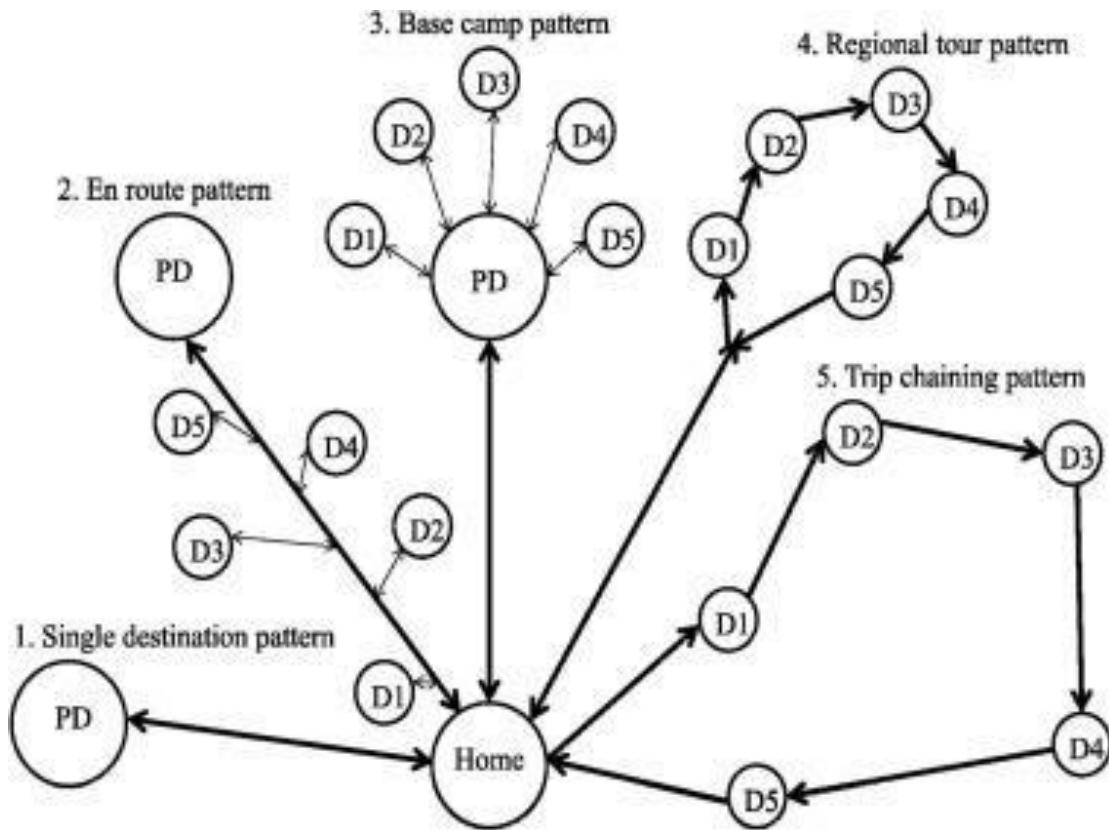 3. Base camp pattern
D3
D2
D4
D1
D5
PD
4. Regional tour pattern
D3
D2
D4
D1
D5
2. En route pattern
PD
D5
D4
D3
D2
D1
5. Trip chaining pattern
D2
D3
D1
D4
D5
1. Single destination pattern
PD
Home